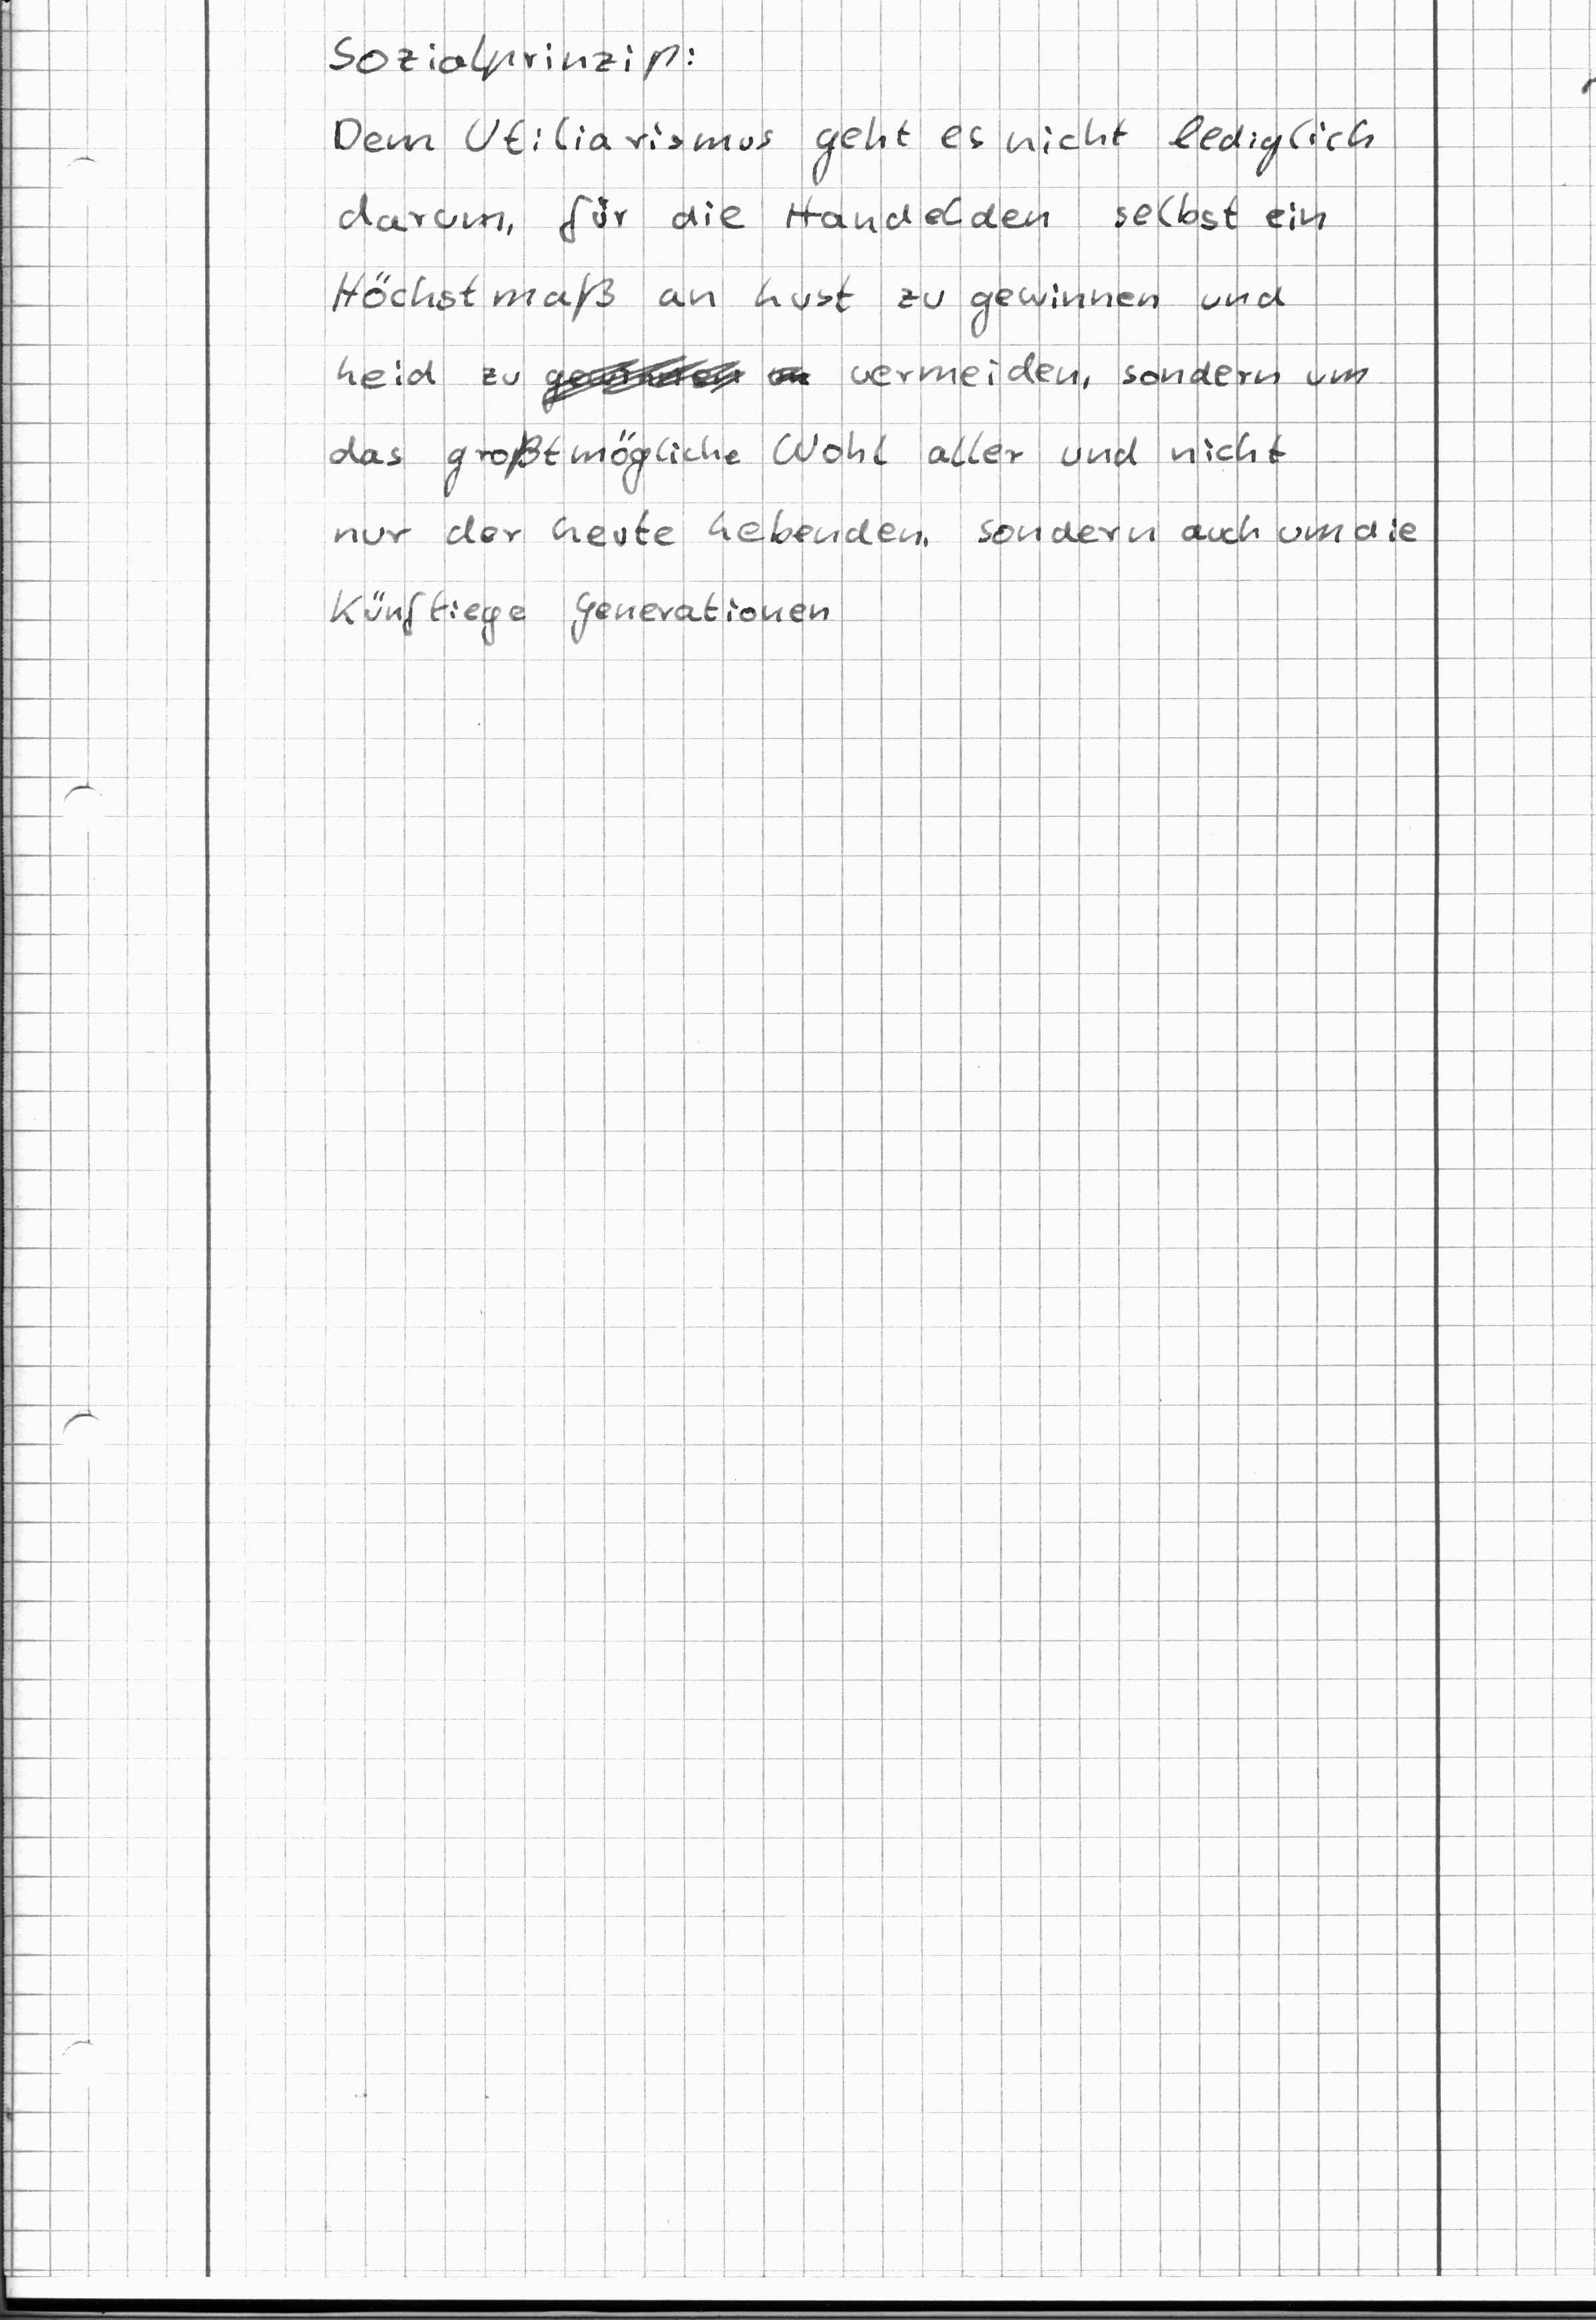 Sozialprinzip:
Dem Utiliarismus geht es nicht lediglich
darum, für die Handelden selbst ein
Höchstmaß an Lust zu gewinnen und
Leid zu vermeiden, sondern um
das großtmögliche Wohl aller und nicht
nur der heute Lebenden, sondern auch um die
Künftiege Generationen